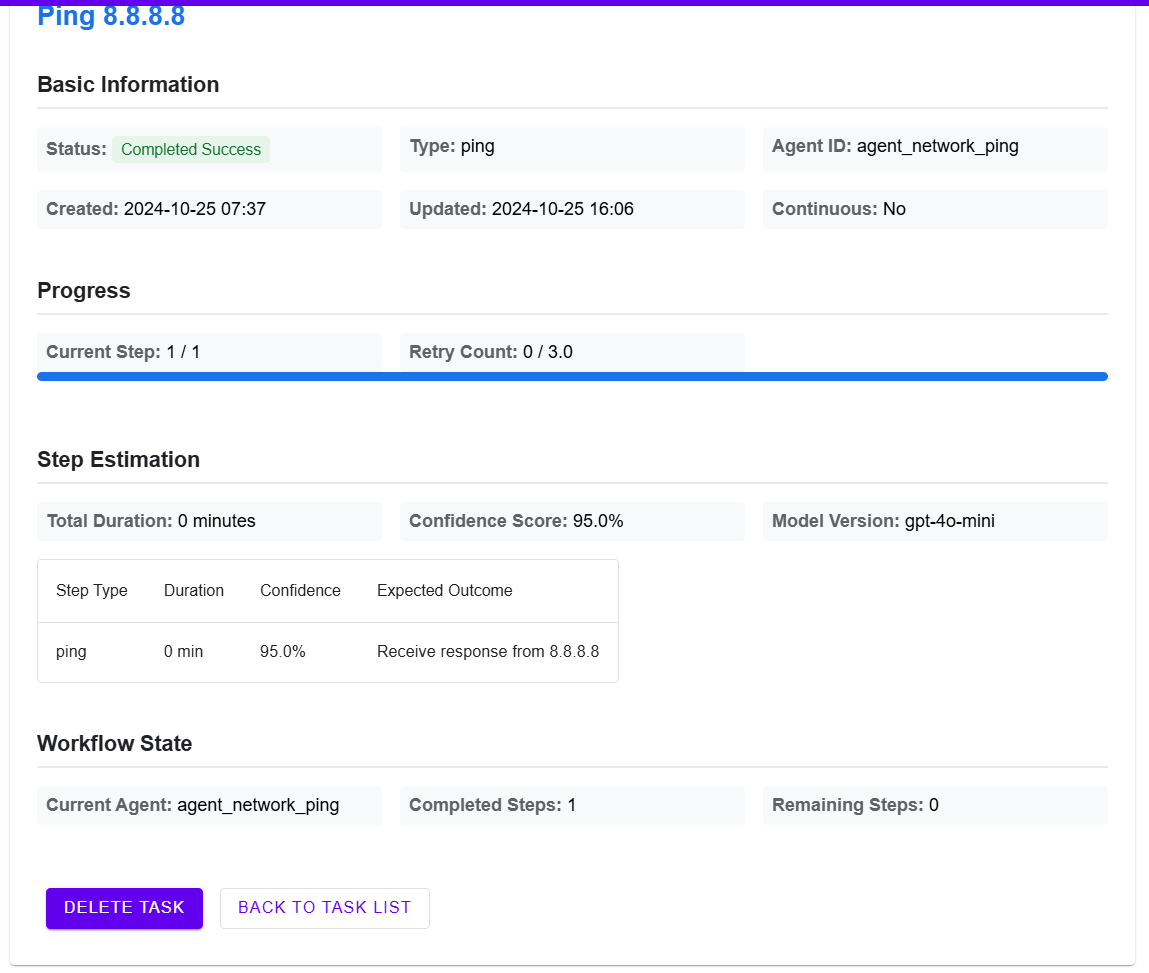 Ping 8.8.8.8
Basic Information
Status: Completed Success
Type: ping
Agent ID: agent_network_ping
Created: 2024-10-25 07:37
Updated: 2024-10-25 16:06
Continuous: No
Progress
Current Step: 1 / 1
Retry Count: 0 / 3.0
Step Estimation
Total Duration: 0 minutes
Confidence Score: 95.0%
Model Version: gpt-4o-mini
Step Type Duration Confidence Expected Outcome
ping 0 min 95.0% Receive response from 8.8.8.8
Workflow State
Current Agent: agent_network_ping
Completed Steps: 1
Remaining Steps: 0
DELETE TASK
BACK TO TASK LIST